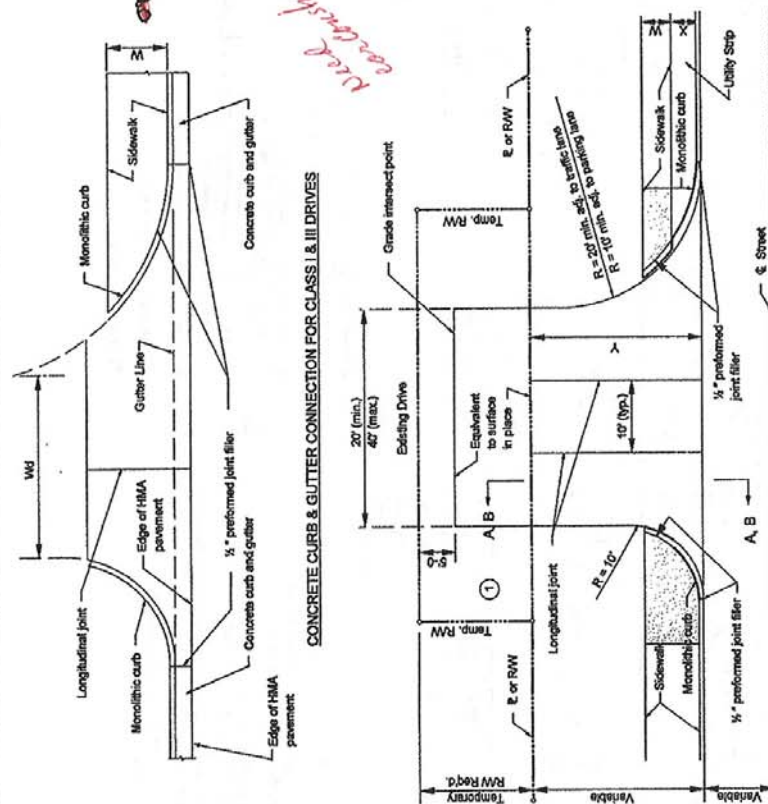 Wd
W
Monolithic curb
Sidewalk
Longitudinal joint
Gutter Line
Monolithic curb
Edge of HMA
pavement
Concrete curb and gutter
½ " preformed joint filler
Concrete curb and gutter
Edge of HMA
pavement
Need
CONCRETE CURB & GUTTER CONNECTION FOR CLASS I & III DRIVES
20' (min.)
40' (max.)
Existing Drive
Grade intersect point
Temp. R/W
Temp. R/W
5'-0
Equivalent
to surface
in place
1
Temporary
R/W Req'd.
A, B
℄ or R/W
℄ or R/W
R = 20' min. adj. to traffic lane
R = 10' min. adj. to parking lane
Longitudinal joint
R = 10'
10' (typ.)
Y
Variable
Sidewalk
Monolithic curb
Sidewalk
Monolithic curb
W
X
Utility Strip
½ " preformed joint filler
½ " preformed
joint filler
A, B
Variable
℄ Street